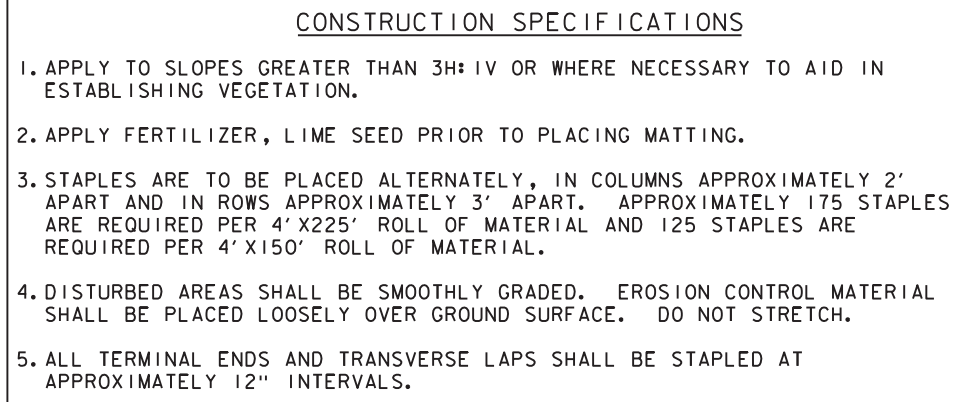 CONSTRUCTION SPECIFICATIONS
1. APPLY TO SLOPES GREATER THAN 3H:1V OR WHERE NECESSARY TO AID IN
ESTABLISHING VEGETATION.
2. APPLY FERTILIZER, LIME SEED PRIOR TO PLACING MATTING.
3. STAPLES ARE TO BE PLACED ALTERNATELY, IN COLUMNS APPROXIMATELY 2'
APART AND IN ROWS APPROXIMATELY 3' APART. APPROXIMATELY 175 STAPLES
ARE REQUIRED PER 4'X225' ROLL OF MATERIAL AND 125 STAPLES ARE
REQUIRED PER 4'X150' ROLL OF MATERIAL.
4. DISTURBED AREAS SHALL BE SMOOTHLY GRADED. EROSION CONTROL MATERIAL
SHALL BE PLACED LOOSELY OVER GROUND SURFACE. DO NOT STRETCH.
5. ALL TERMINAL ENDS AND TRANSVERSE LAPS SHALL BE STAPLED AT
APPROXIMATELY 12" INTERVALS.